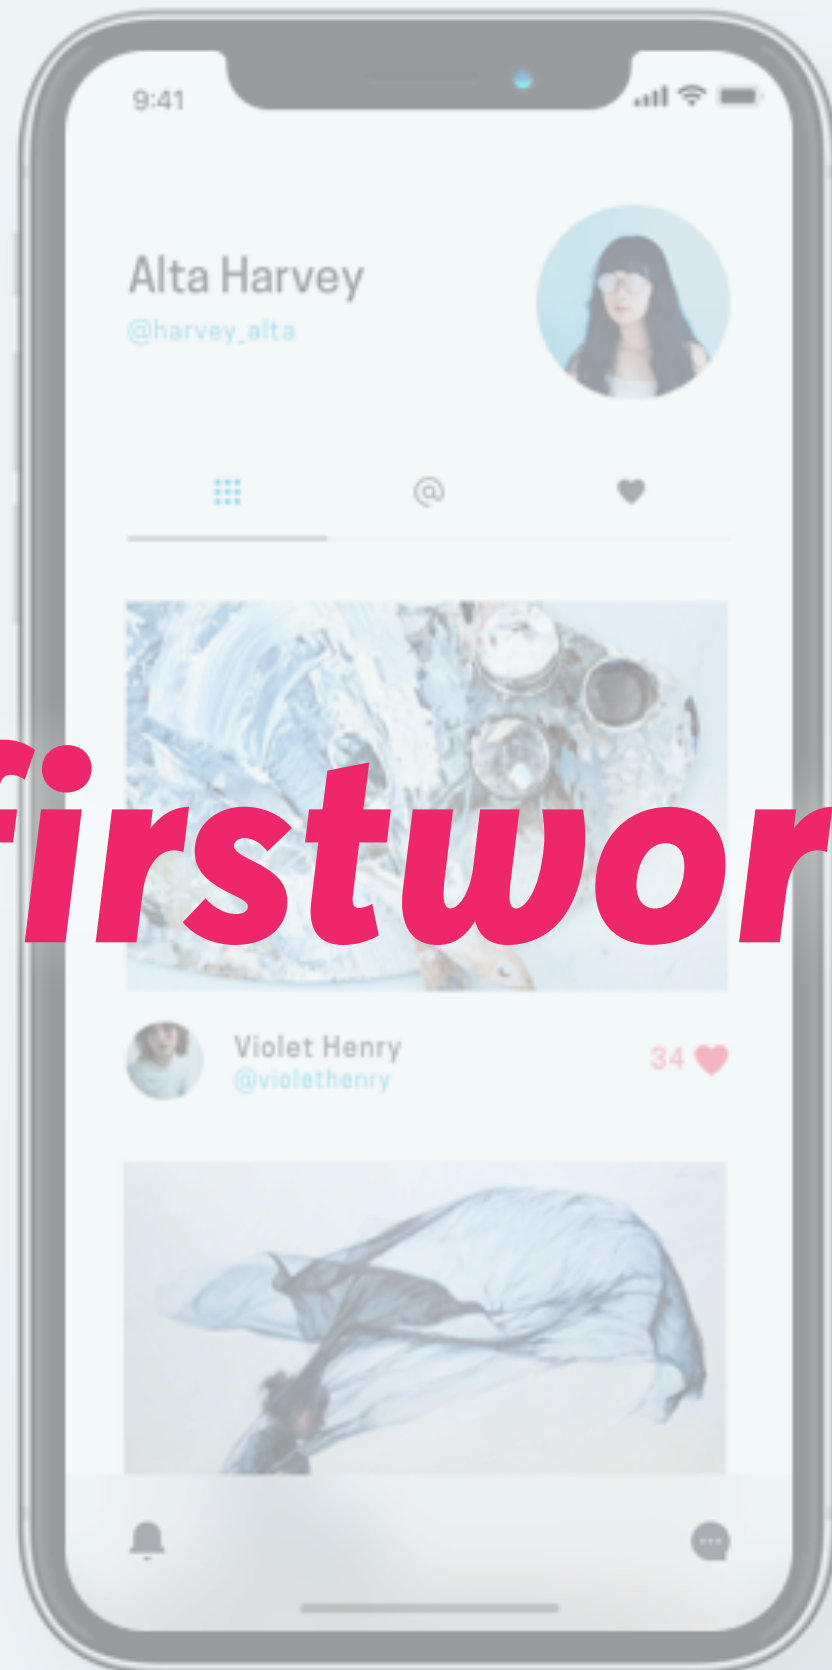 9:41
Alta Harvey
@harvey_alta
firstwor
Violet Henry
@violethenry
34